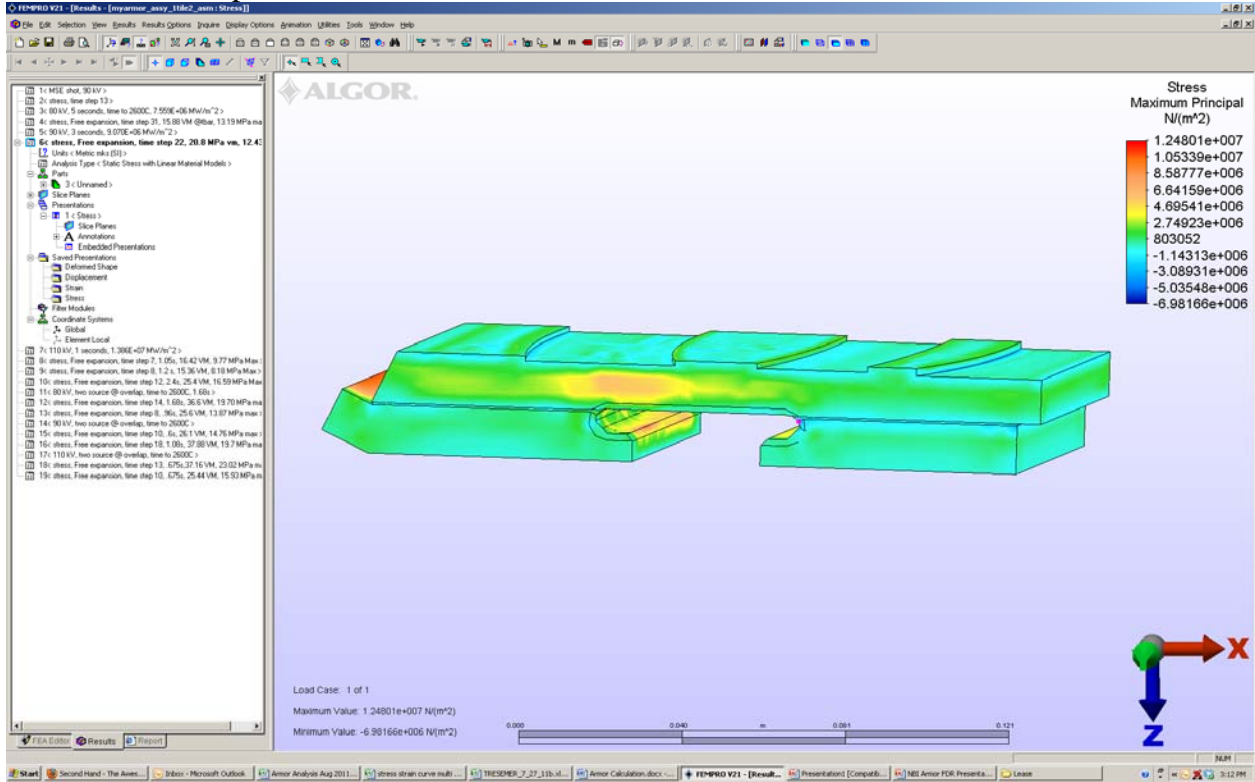 FEMPRO V21 - [Results - [myarmor_assy_1tile2_asm : Stress]]
File Edit Selection View Results Results Options Inquire Display Options Animation Utilities Tools Window Help
1< MSE shot, 90 kV >
2< stress, time step 13 >
3< 80 kV, 5 seconds, time to 2600C, 7.559E+06 MW/m^2 >
4< stress, Free expansion, time step 31, 15.88 VM @tbar, 13.19 MPa ma
5< 90 kV, 3 seconds, 9.070E+06 MW/m^2 >
6< stress, Free expansion, time step 22, 20.8 MPa vm, 12.43
Units < Metric mks (SI) >
Analysis Type < Static Stress with Linear Material Models >
Parts
3 < Unnamed >
Slice Planes
Presentations
1 < Stress >
Slice Planes
Annotations
Embedded Presentations
Saved Presentations
Deformed Shape
Displacement
Strain
Stress
Filter Modules
Coordinate Systems
Global
Element Local
7< 110 kV, 1 seconds, 1.386E+07 MW/m^2 >
8< stress, Free expansion, time step 7, 1.05s, 16.42 VM, 9.77 MPa Max
9< stress, Free expansion, time step 8, 1.2 s, 15.36 VM, 8.18 MPa Max >
10< stress, Free expansion, time step 12, 2.4s, 25.4 VM, 16.59 MPa Max
11< 80 kV, two source @ overlap, time to 2600C, 1.68s >
12< stress, Free expansion, time step 14, 1.68s, 36.6 VM, 19.70 MPa Max
13< stress, Free expansion, time step 8, .96s, 25.6 VM, 13.87 MPa max
14< 90 kV, two source @ overlap, time to 2600C >
15< stress, Free expansion, time step 10, .6s, 26.1 VM, 14.76 MPa max
16< stress, Free expansion, time step 18, 1.08s, 37.88 VM, 19.7 MPa ma
17< 110 kV, two source @ overlap, time to 2600C >
18< stress, Free expansion, time step 13, .675s, 37.16 VM, 23.02 MPa m
19< stress, Free expansion, time step 10, .675s, 25.44 VM, 15.93 MPa m
FEA Editor Results Report
ALGOR.
Stress
Maximum Principal
N/(m^2)
1.24801e+007
1.05339e+007
8.58777e+006
6.64159e+006
4.69541e+006
2.74923e+006
803052
-1.14313e+006
-3.08931e+006
-5.03548e+006
-6.98166e+006
X
Z
Load Case: 1 of 1
Maximum Value: 1.24801e+007 N/(m^2)
Minimum Value: -6.98166e+006 N/(m^2)
0.000 0.040 m 0.081 0.121
NUM
Start Second Hand - The Awes... Inbox - Microsoft Outlook Armor Analysis Aug 2011... stress strain curve multi ... TRESEMER_7_27_11b.xl... Armor Calculation.docx -... FEMPRO V21 - [Result... Presentation1 [Compatib... NBI Armor FDR Presenta... Lease 3:12 PM